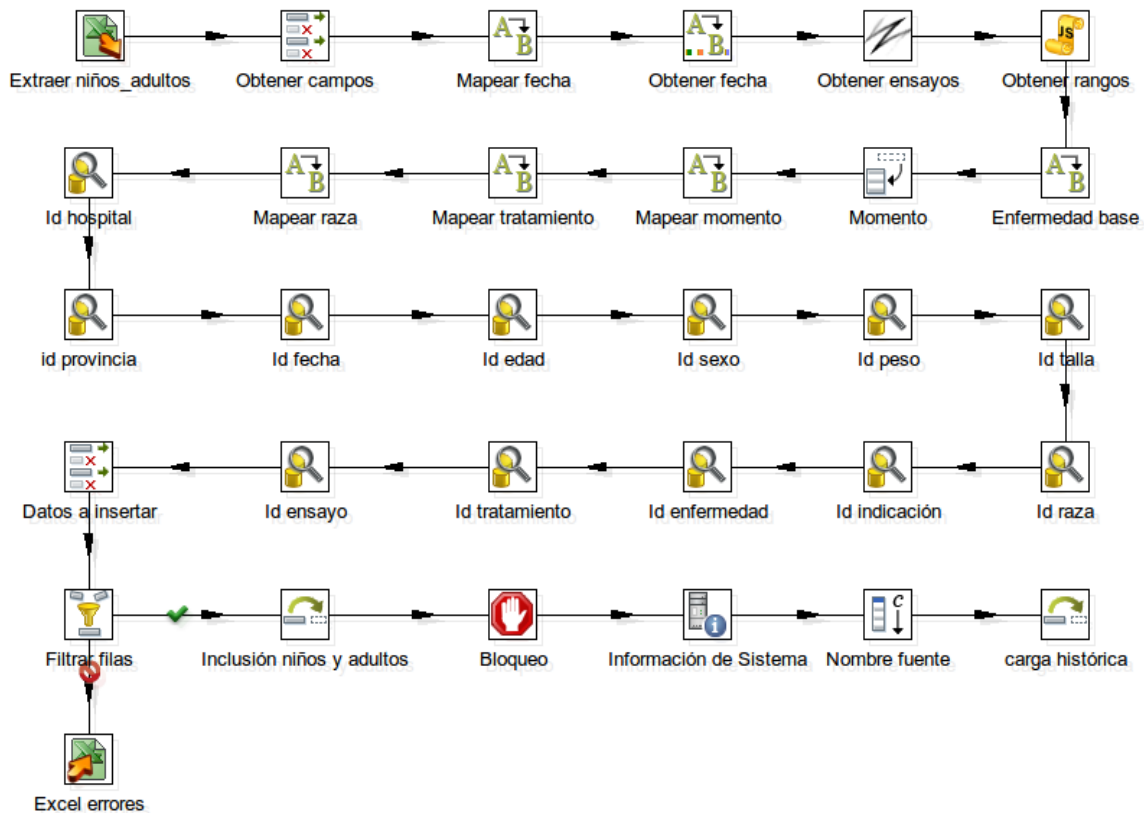 Extraer niños_adultos
Obtener campos
Mapear fecha
Obtener fecha
Obtener ensayos
Obtener rangos
Id hospital
Mapear raza
Mapear tratamiento
Mapear momento
Momento
Enfermedad base
id provincia
Id fecha
Id edad
Id sexo
Id peso
Id talla
Datos a insertar
Id ensayo
Id tratamiento
Id enfermedad
Id indicación
Id raza
Filtrar filas
Inclusión niños y adultos
Bloqueo
Información de Sistema
Nombre fuente
carga histórica
Excel errores